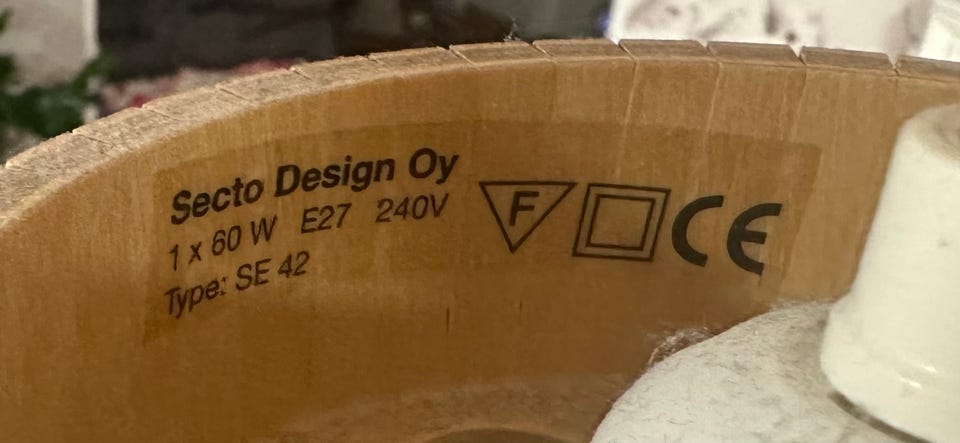 Secto Design Oy
1 x 60 W E27 240V F CE
Type: SE 42